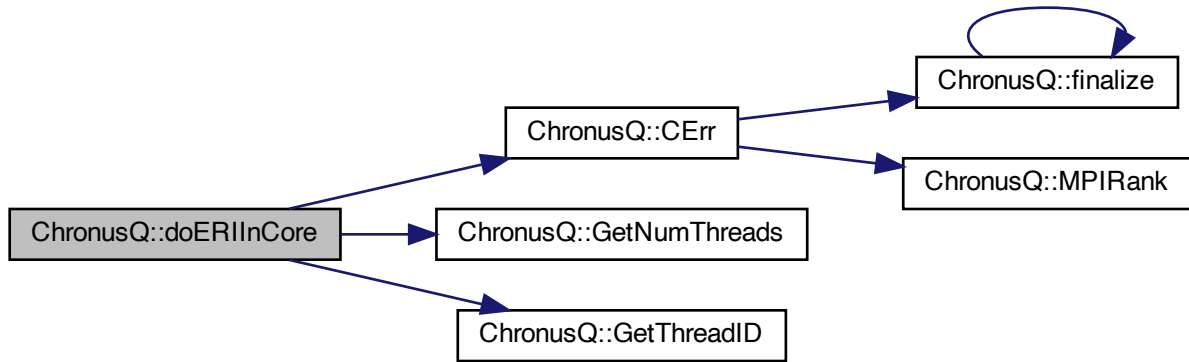 ChronusQ::finalize
ChronusQ::CErr
ChronusQ::MPIRank
ChronusQ::doERIInCore
ChronusQ::GetNumThreads
ChronusQ::GetThreadID